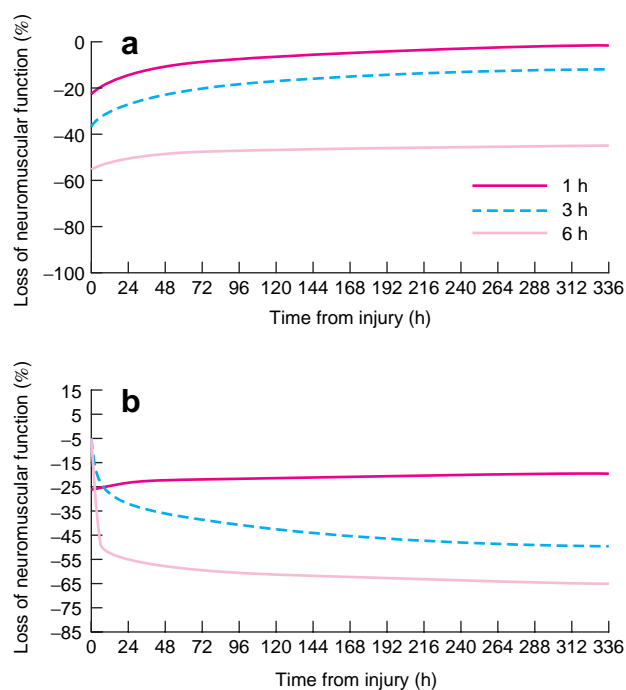 a
Loss of neuromuscular function (%)
0
–20
–40
–60
–80
–100
1 h
3 h
6 h
0 24 48 72 96 120 144 168 192 216 240 264 288 312 336
Time from injury (h)
b
Loss of neuromuscular function (%)
15
5
–5
–15
–25
–35
–45
–55
–65
–75
–85
0 24 48 72 96 120 144 168 192 216 240 264 288 312 336
Time from injury (h)